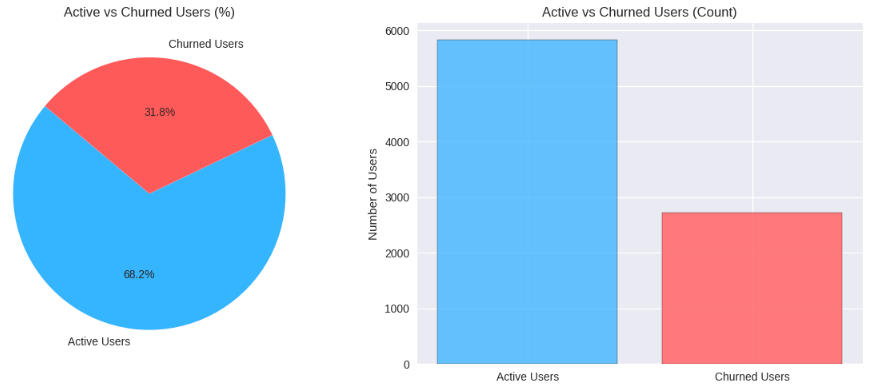 Active vs Churned Users (%)
Churned Users
31.8%
68.2%
Active Users
Active vs Churned Users (Count)
Number of Users
6000
5000
4000
3000
2000
1000
0
Active Users
Churned Users